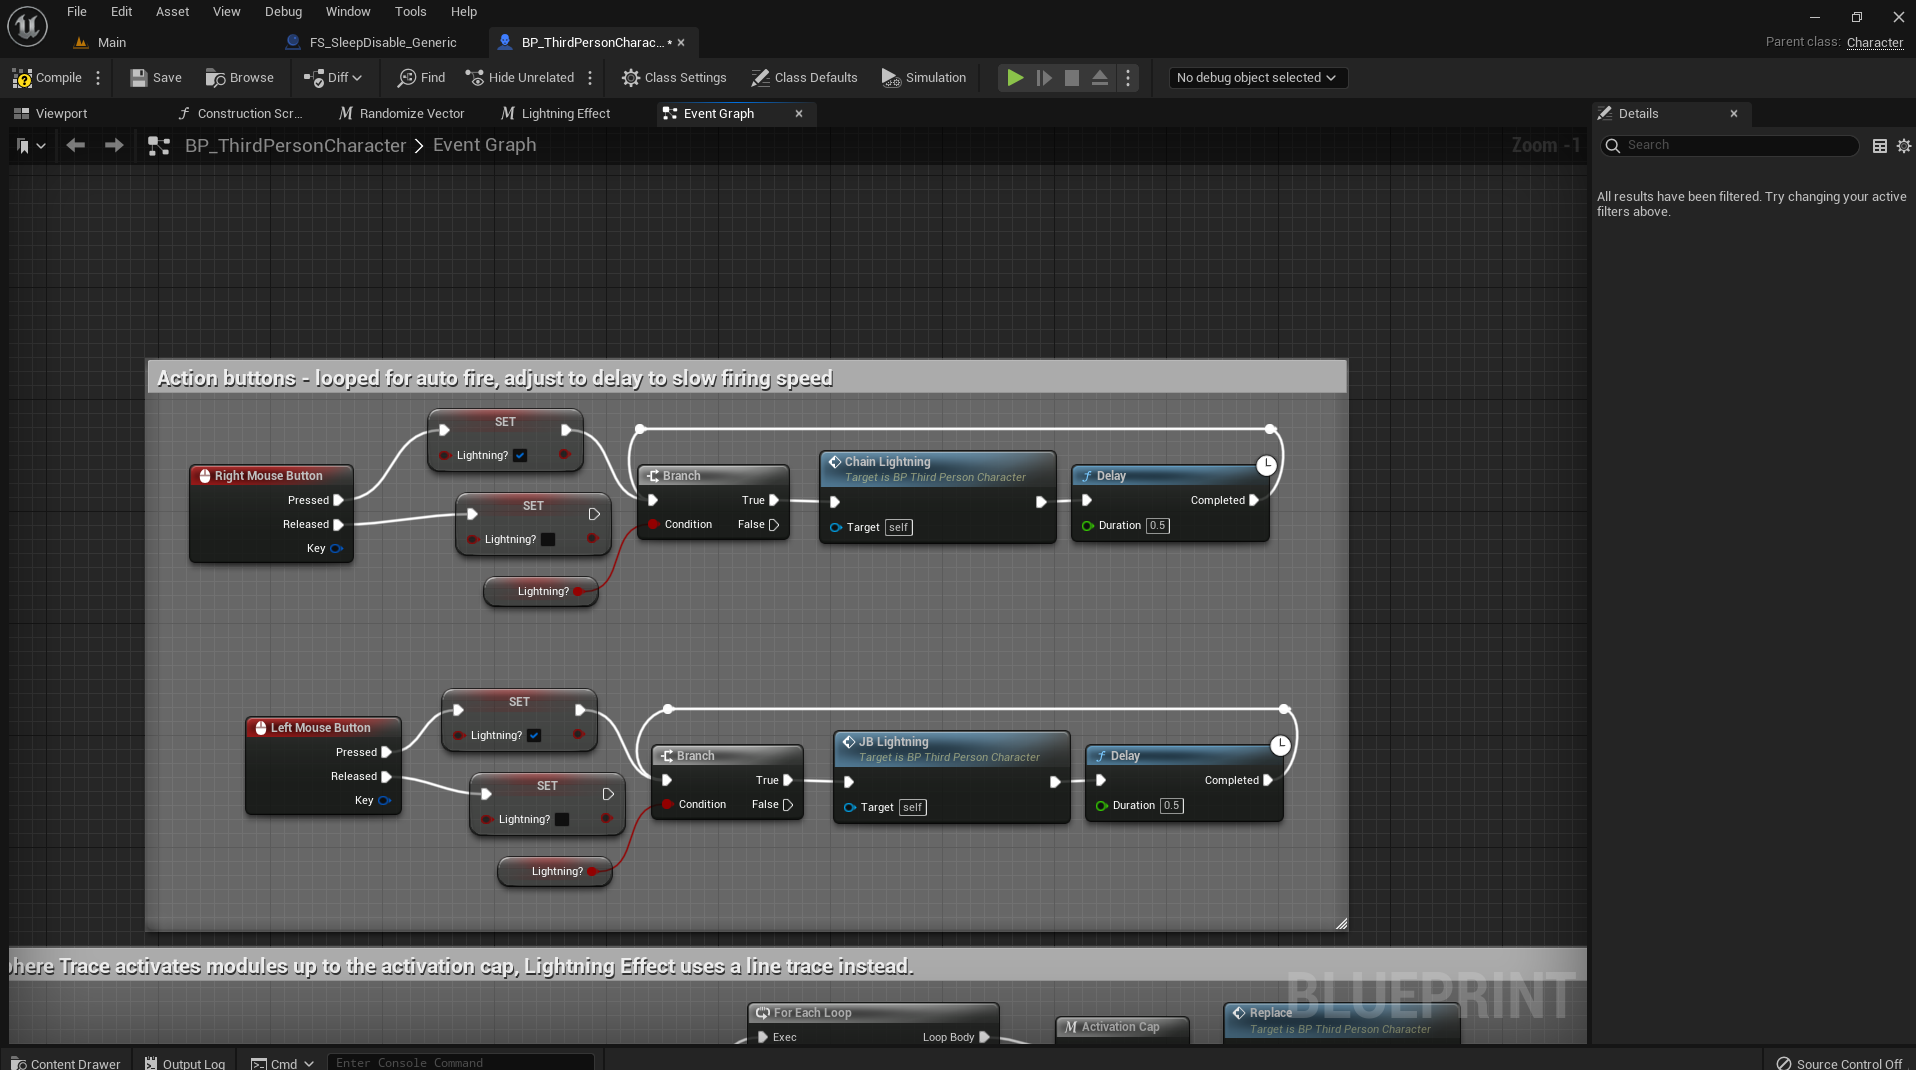 File Edit Asset View Debug Window Tools Help
Main FS_SleepDisable_Generic BP_ThirdPersonCharac... •
Parent class: Character
Compile Save Browse Diff Find Hide Unrelated Class Settings Class Defaults Simulation No debug object selected
Viewport Construction Scr... Randomize Vector Lightning Effect Event Graph Details
BP_ThirdPersonCharacter > Event Graph Zoom -1
Search
All results have been filtered. Try changing your active
filters above.
Action buttons - looped for auto fire, adjust to delay to slow firing speed
SET
Lightning?
Right Mouse Button
Pressed
Released
Key
SET
Lightning?
Lightning?
Branch
True
Condition False
Chain Lightning
Target is BP Third Person Character
Target self
Delay
Completed
Duration 0.5
SET
Lightning?
Left Mouse Button
Pressed
Released
Key
SET
Lightning?
Lightning?
Branch
True
Condition False
JB Lightning
Target is BP Third Person Character
Target self
Delay
Completed
Duration 0.5
Trace activates modules up to the activation cap, Lightning Effect uses a line trace instead.
BLUEPRINT
For Each Loop
Exec Loop Body
Activation Cap
Replace
Target is BP Third Person Character
Content Drawer Output Log Cmd Enter Console Command Source Control Off